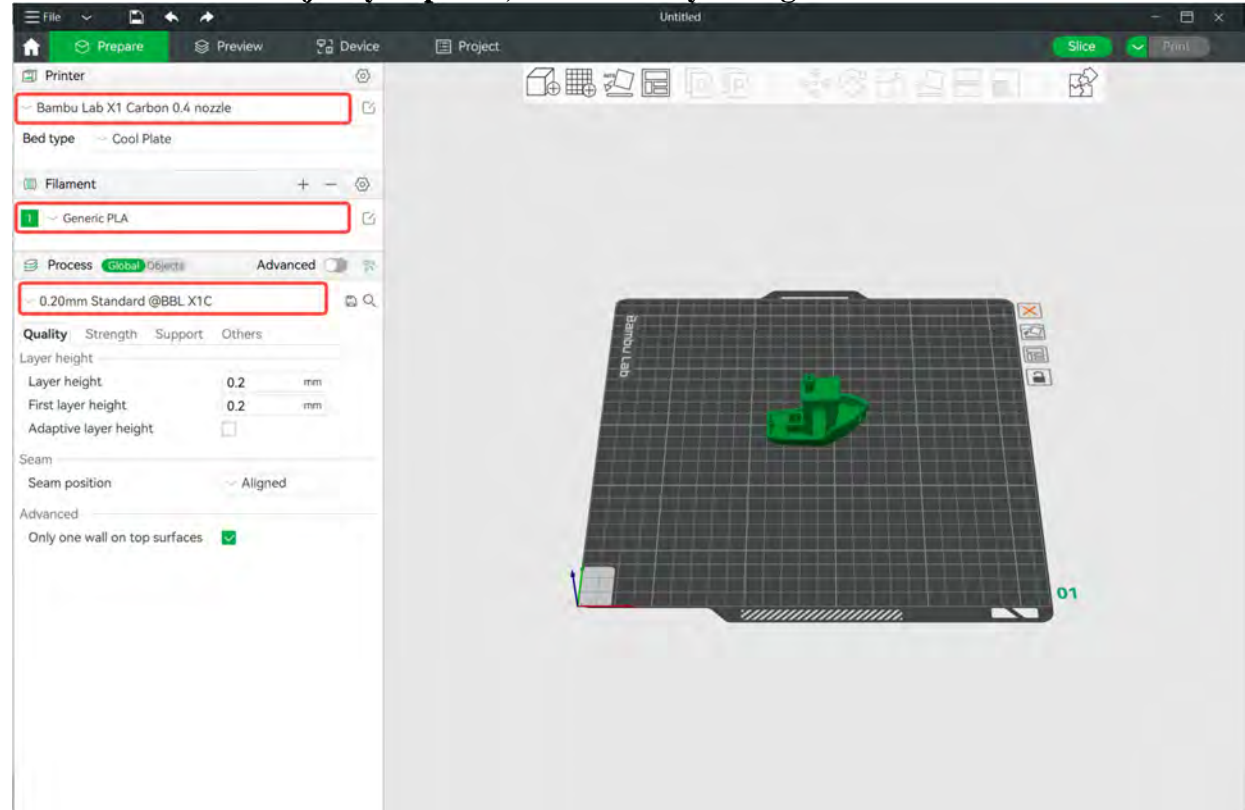 File
Untitled
Prepare
Preview
Device
Project
Slice
Print
Printer
Bambu Lab X1 Carbon 0.4 nozzle
Bed type Cool Plate
Filament
1 Generic PLA
Process Global Objects Advanced
0.20mm Standard @BBL X1C
Quality Strength Support Others
Layer height
Layer height 0.2 mm
First layer height 0.2 mm
Adaptive layer height
Seam
Seam position Aligned
Advanced
Only one wall on top surfaces
Bambu Lab
01